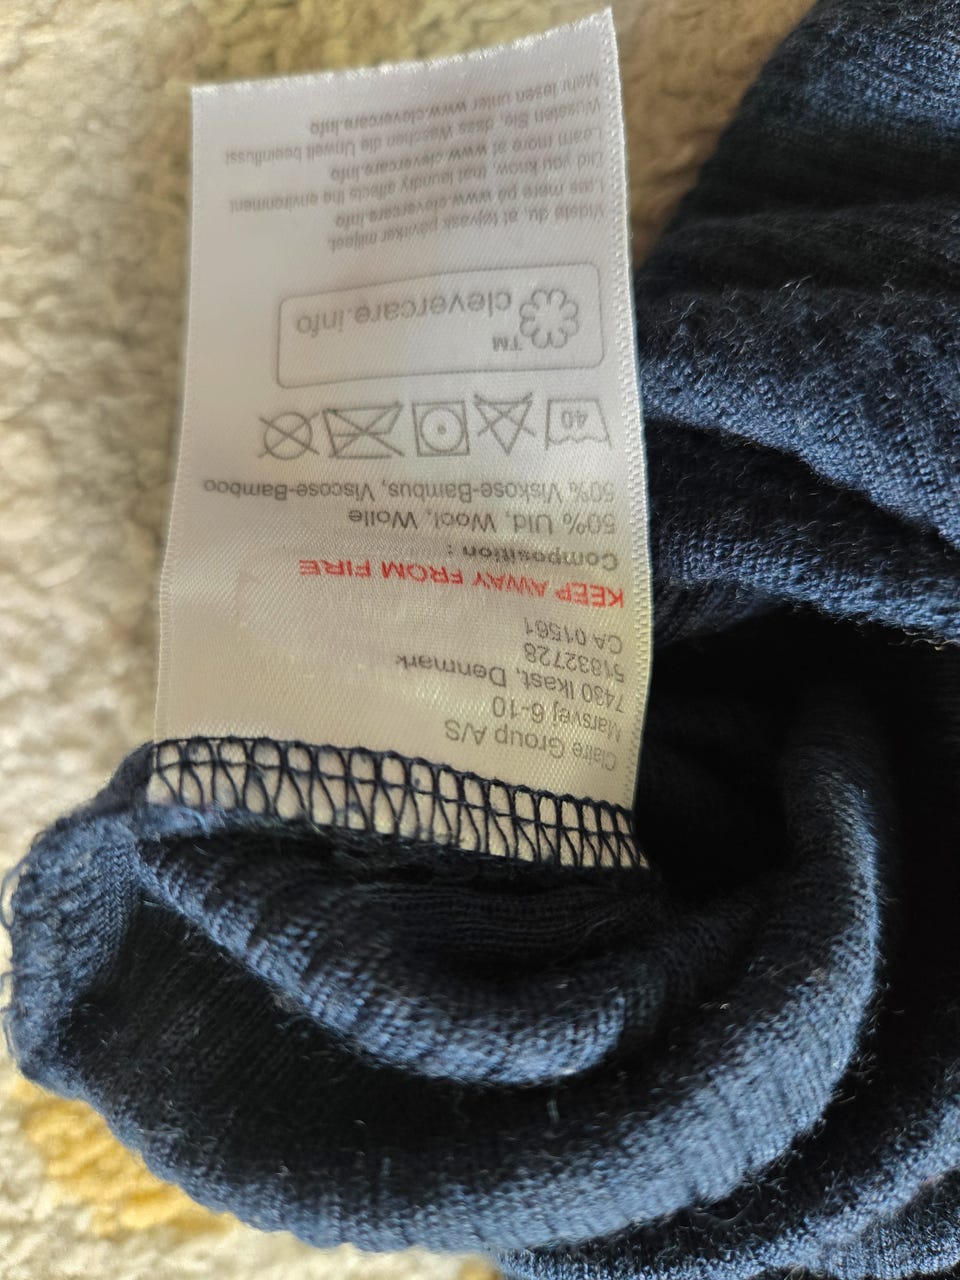 Claire Group A/S
Marsvej 6-10
7430 Ikast, Denmark
51832728
CA 01561
KEEP AWAY FROM FIRE
Composition :
50% Uld, Wool, Wolle
50% Viskose-Bambus, Viscose-Bamboo
40
TM
clevercare.info
Vidste du, at tøjvask påvirker miljøet.
Læs mere på www.clevercare.info
Did you know, that laundry affects the environment
Learn more at www.clevercare.info
Wussten Sie, dass Waschen die Umwelt beeinflusst
Mehr lesen unter www.clevercare.info